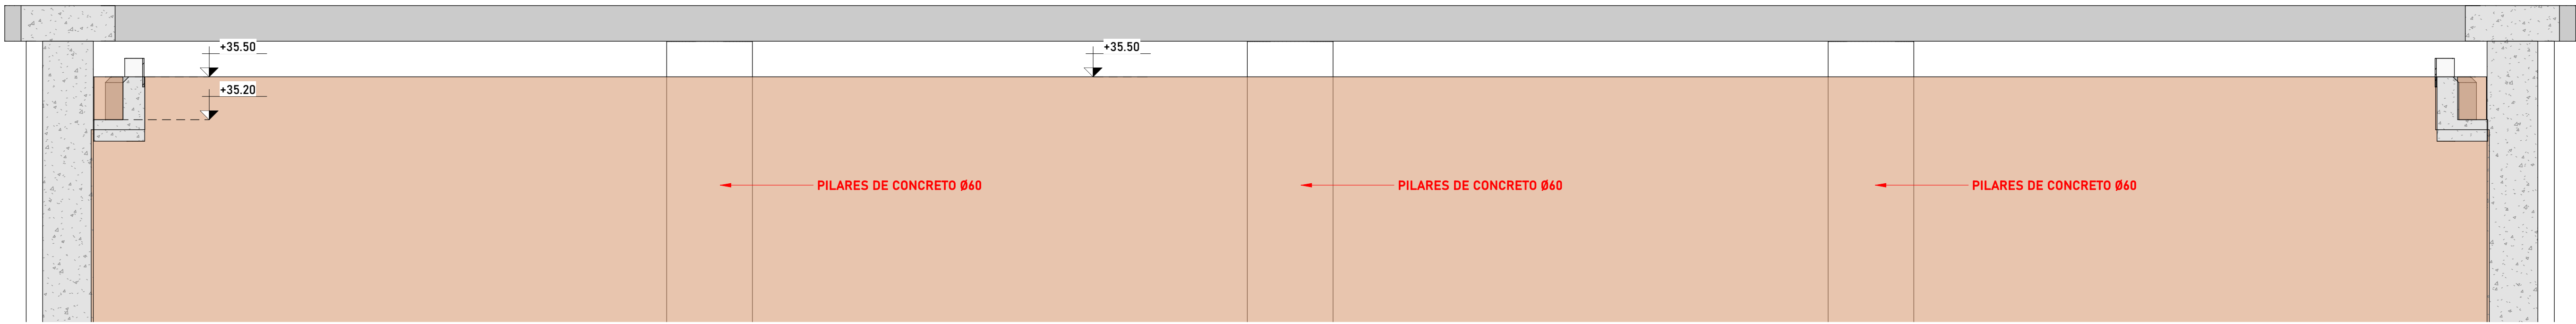 +35.50
+35.50
+35.20
PILARES DE CONCRETO Ø60
PILARES DE CONCRETO Ø60
PILARES DE CONCRETO Ø60